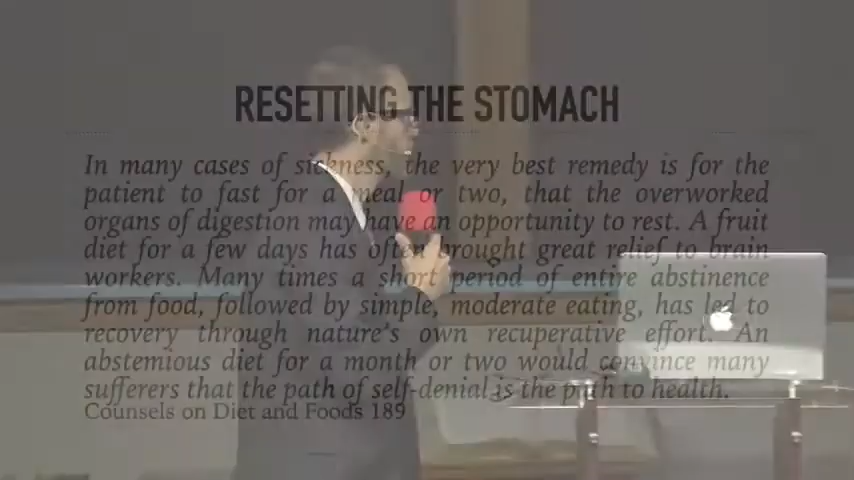 RESETTING THE STOMACH
In many cases of sickness, the very best remedy is for the
patient to fast for a meal or two, that the overworked
organs of digestion may have an opportunity to rest. A fruit
diet for a few days has often brought great relief to brain
workers. Many times a short period of entire abstinence
from food, followed by simple, moderate eating, has led to
recovery through nature's own recuperative effort. An
abstemious diet for a month or two would convince many
sufferers that the path of self-denial is the path to health.
Counsels on Diet and Foods 189